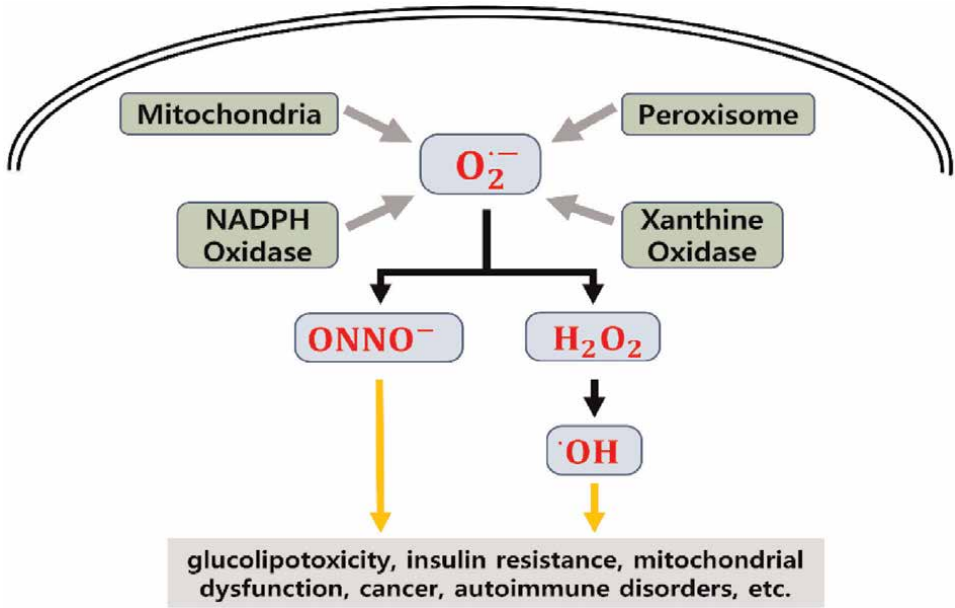 Mitochondria
Peroxisome
O₂·⁻
NADPH
Oxidase
Xanthine
Oxidase
ONNO⁻
H₂O₂
·OH
glucolipotoxicity, insulin resistance, mitochondrial
dysfunction, cancer, autoimmune disorders, etc.